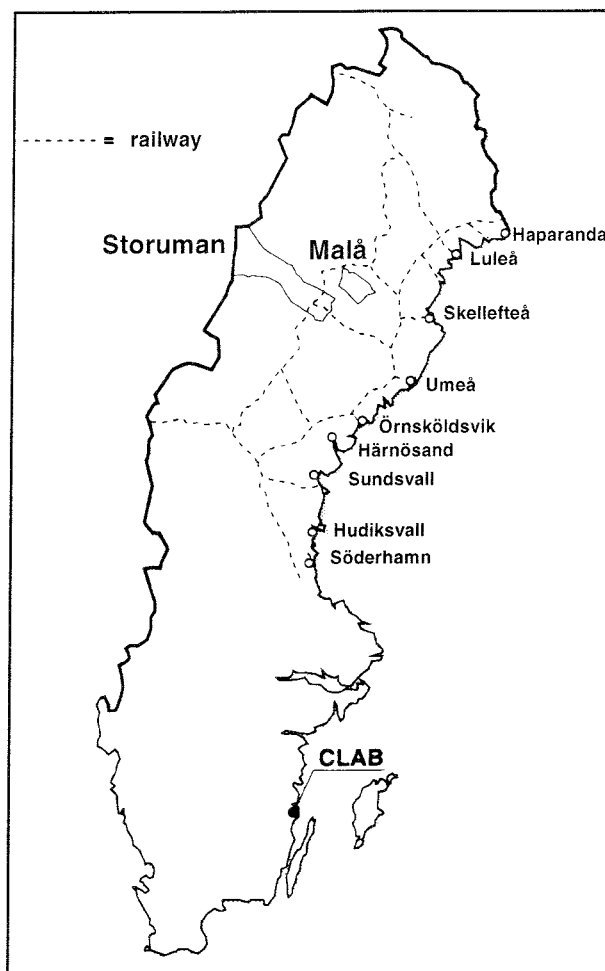 = railway
Storuman
Malå
Haparanda
Luleå
Skellefteå
Umeå
Örnsköldsvik
Härnösand
Sundsvall
Hudiksvall
Söderhamn
CLAB